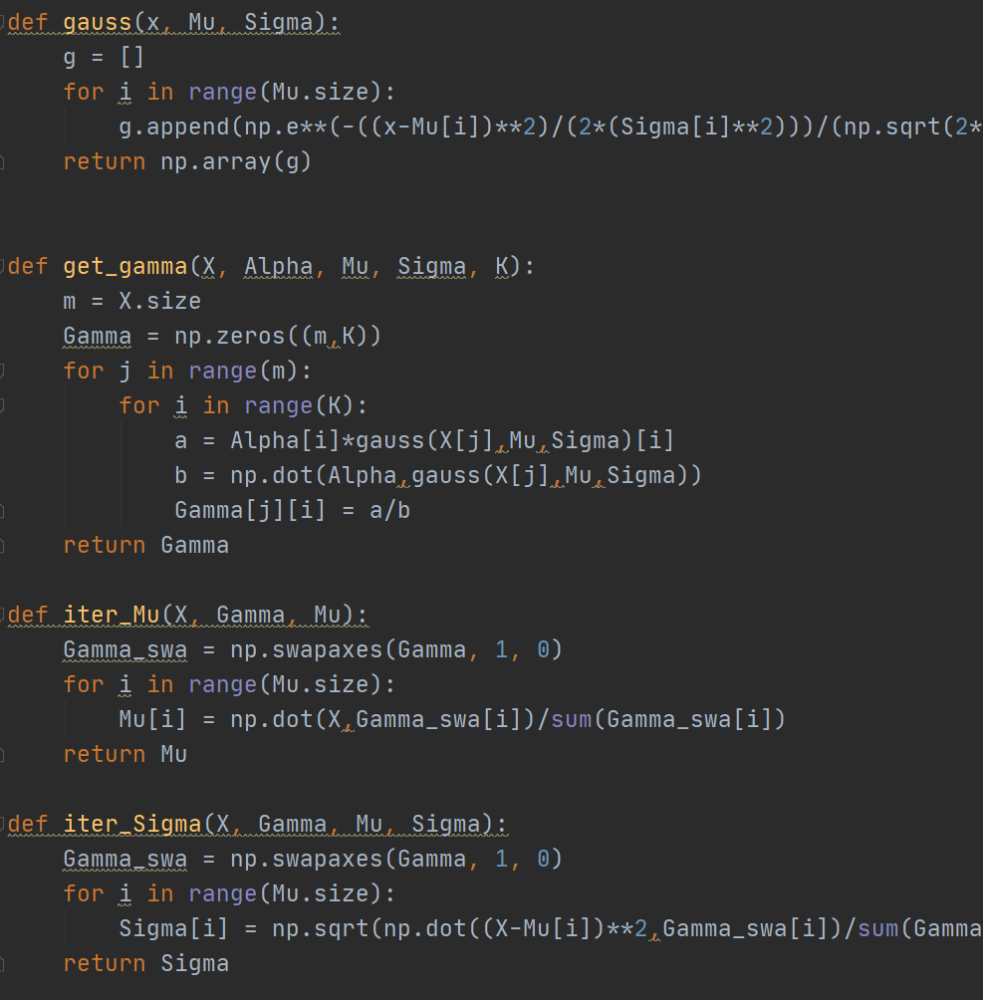 def gauss(x, Mu, Sigma):
    g = []
    for i in range(Mu.size):
        g.append(np.e**(-((x-Mu[i])**2)/(2*(Sigma[i]**2)))/(np.sqrt(2*
    return np.array(g)
def get_gamma(X, Alpha, Mu, Sigma, K):
    m = X.size
    Gamma = np.zeros((m,K))
    for j in range(m):
        for i in range(K):
            a = Alpha[i]*gauss(X[j],Mu,Sigma)[i]
            b = np.dot(Alpha,gauss(X[j],Mu,Sigma))
            Gamma[j][i] = a/b
    return Gamma
def iter_Mu(X, Gamma, Mu):
    Gamma_swa = np.swapaxes(Gamma, 1, 0)
    for i in range(Mu.size):
        Mu[i] = np.dot(X,Gamma_swa[i])/sum(Gamma_swa[i])
    return Mu
def iter_Sigma(X, Gamma, Mu, Sigma):
    Gamma_swa = np.swapaxes(Gamma, 1, 0)
    for i in range(Mu.size):
        Sigma[i] = np.sqrt(np.dot((X-Mu[i])**2,Gamma_swa[i])/sum(Gamma
    return Sigma